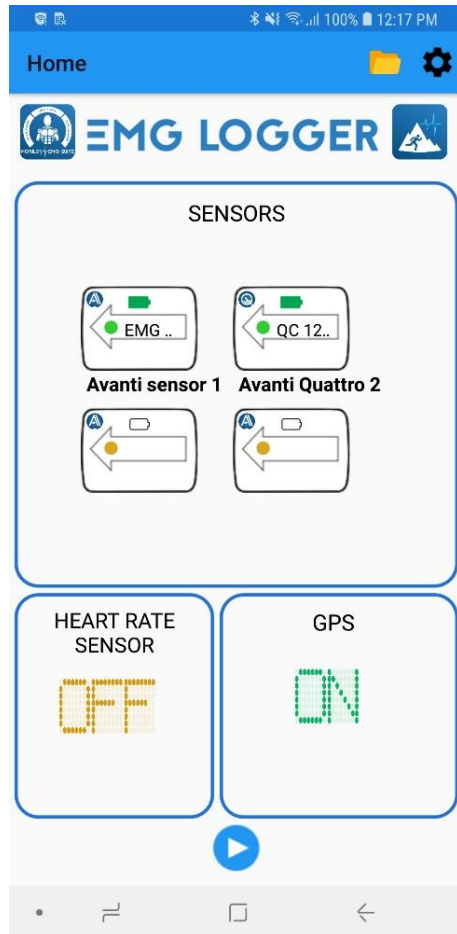 100% 12:17 PM
Home
EMG LOGGER
SENSORS
EMG ..
QC 12..
Avanti sensor 1
Avanti Quattro 2
HEART RATE
SENSOR
OFF
GPS
ON